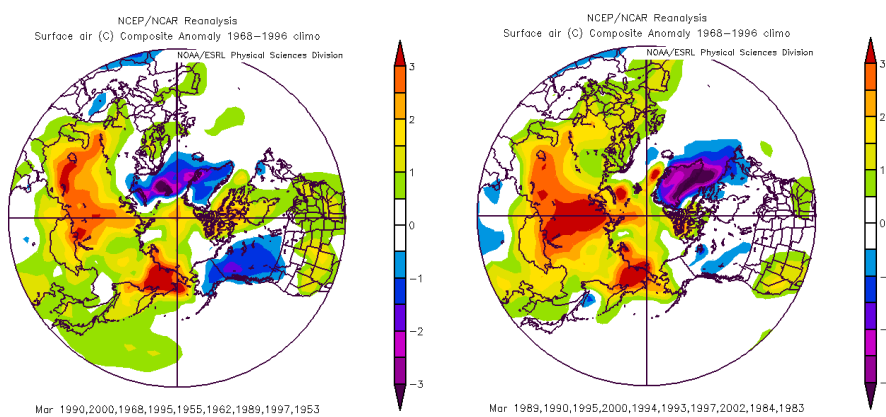 NCEP/NCAR Reanalysis
Surface air (C) Composite Anomaly 1968-1996 climo
NOAA/ESRL Physical Sciences Division
3
2
1
0
-1
-2
-3
Mar 1990,2000,1968,1995,1955,1962,1989,1997,1953
NCEP/NCAR Reanalysis
Surface air (C) Composite Anomaly 1968-1996 climo
NOAA/ESRL Physical Sciences Division
3
2
1
0
-
-
-
Mar 1989,1990,1995,2000,1994,1993,1997,2002,1984,1983